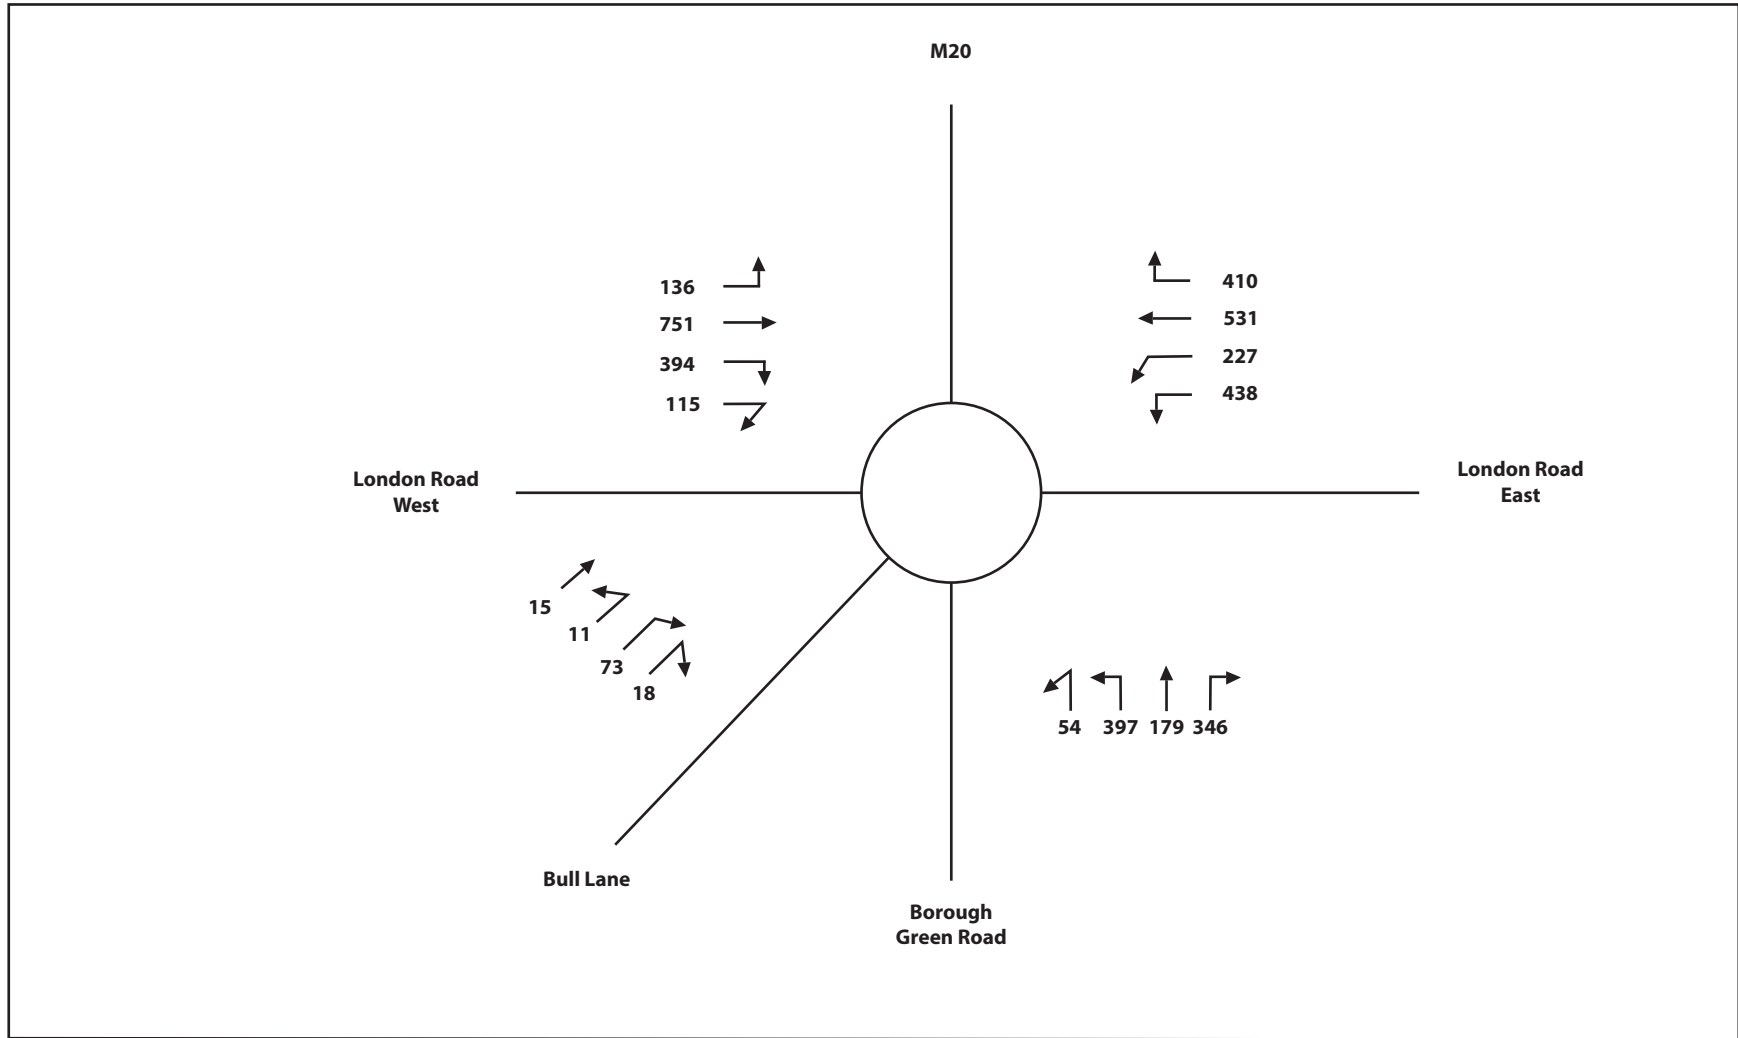 M20
136
751
394
115
410
531
227
438
London Road
West
London Road
East
15
11
73
18
54 397 179 346
Bull Lane
Borough
Green Road